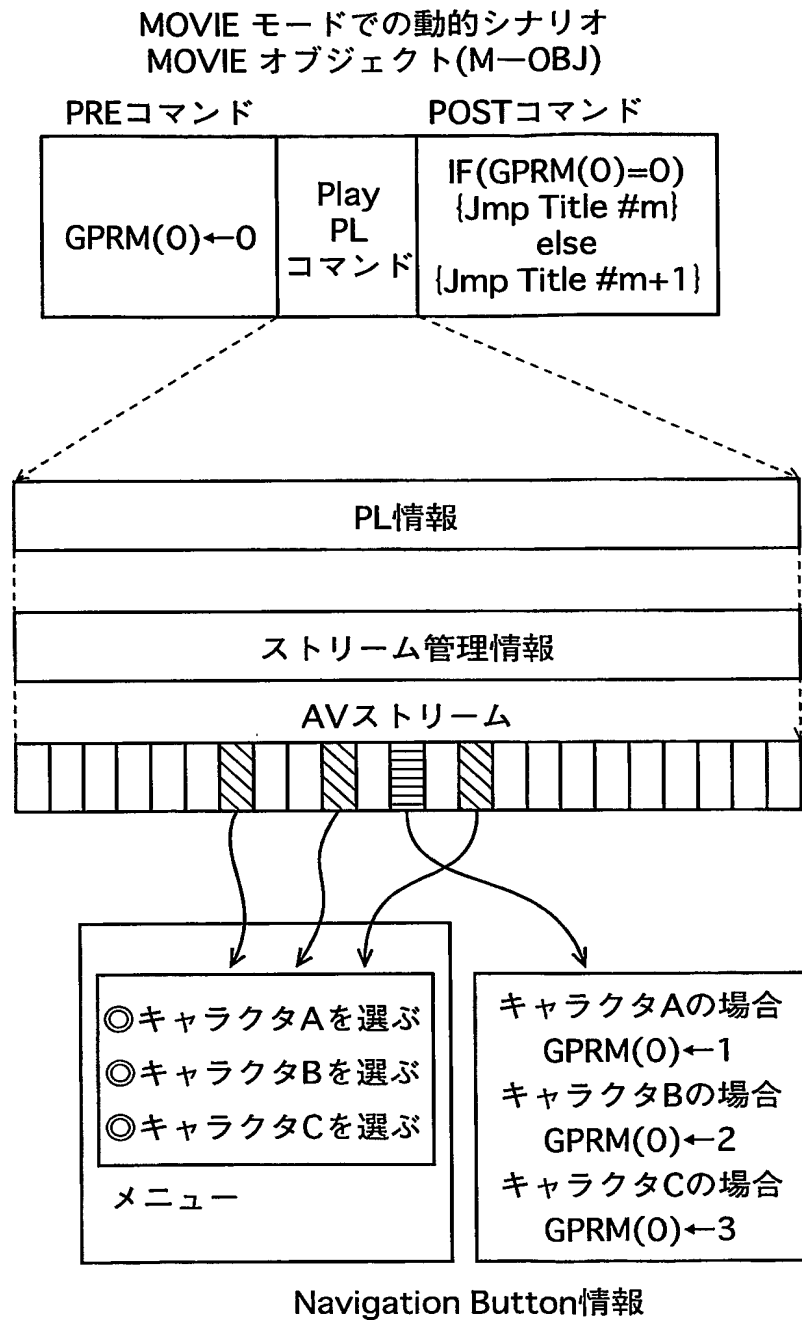 MOVIE モードでの動的シナリオ
MOVIE オブジェクト(M—OBJ)
PREコマンド
POSTコマンド
GPRM(0)←0
Play
PL
コマンド
IF(GPRM(0)=0)
{Jmp Title #m}
else
{Jmp Title #m+1}
PL情報
ストリーム管理情報
AVストリーム
◎キャラクタAを選ぶ
◎キャラクタBを選ぶ
◎キャラクタCを選ぶ
メニュー
キャラクタAの場合
GPRM(0)←1
キャラクタBの場合
GPRM(0)←2
キャラクタCの場合
GPRM(0)←3
Navigation Button情報